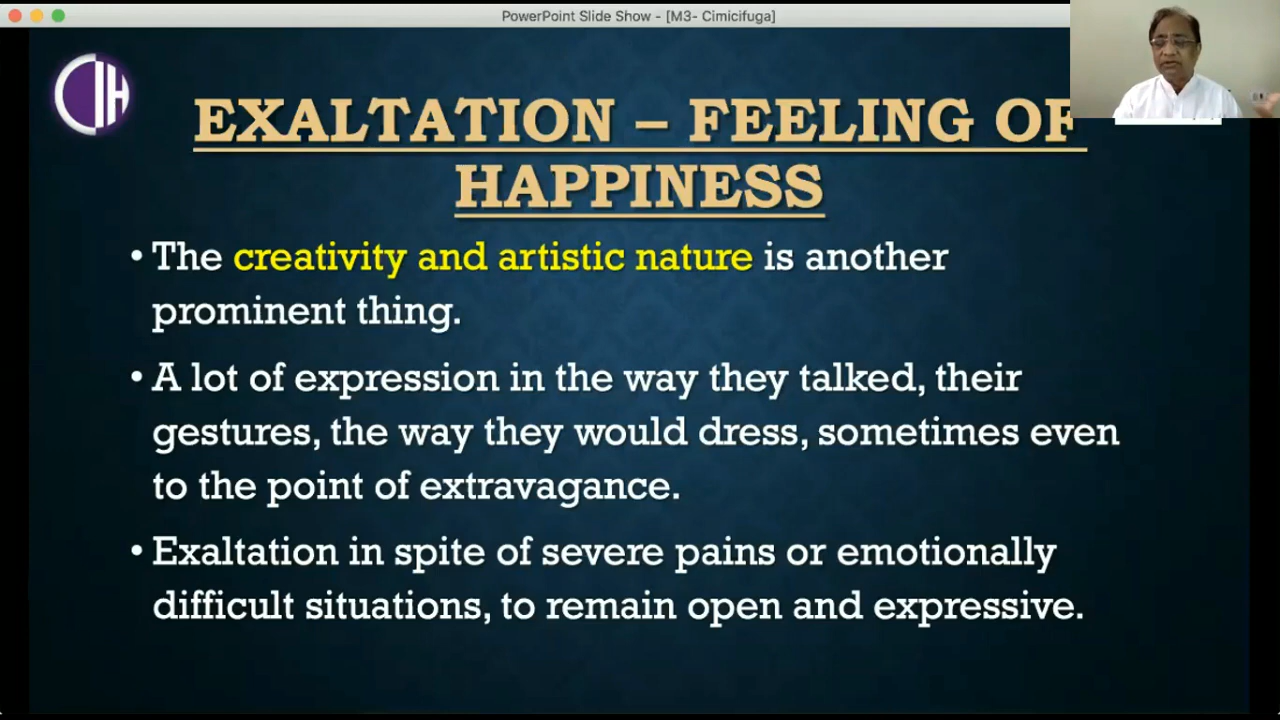 PowerPoint Slide Show - [M3- Cimicifuga]
CIH
EXALTATION – FEELING OF
HAPPINESS
• The creativity and artistic nature is another
prominent thing.
• A lot of expression in the way they talked, their
gestures, the way they would dress, sometimes even
to the point of extravagance.
• Exaltation in spite of severe pains or emotionally
difficult situations, to remain open and expressive.